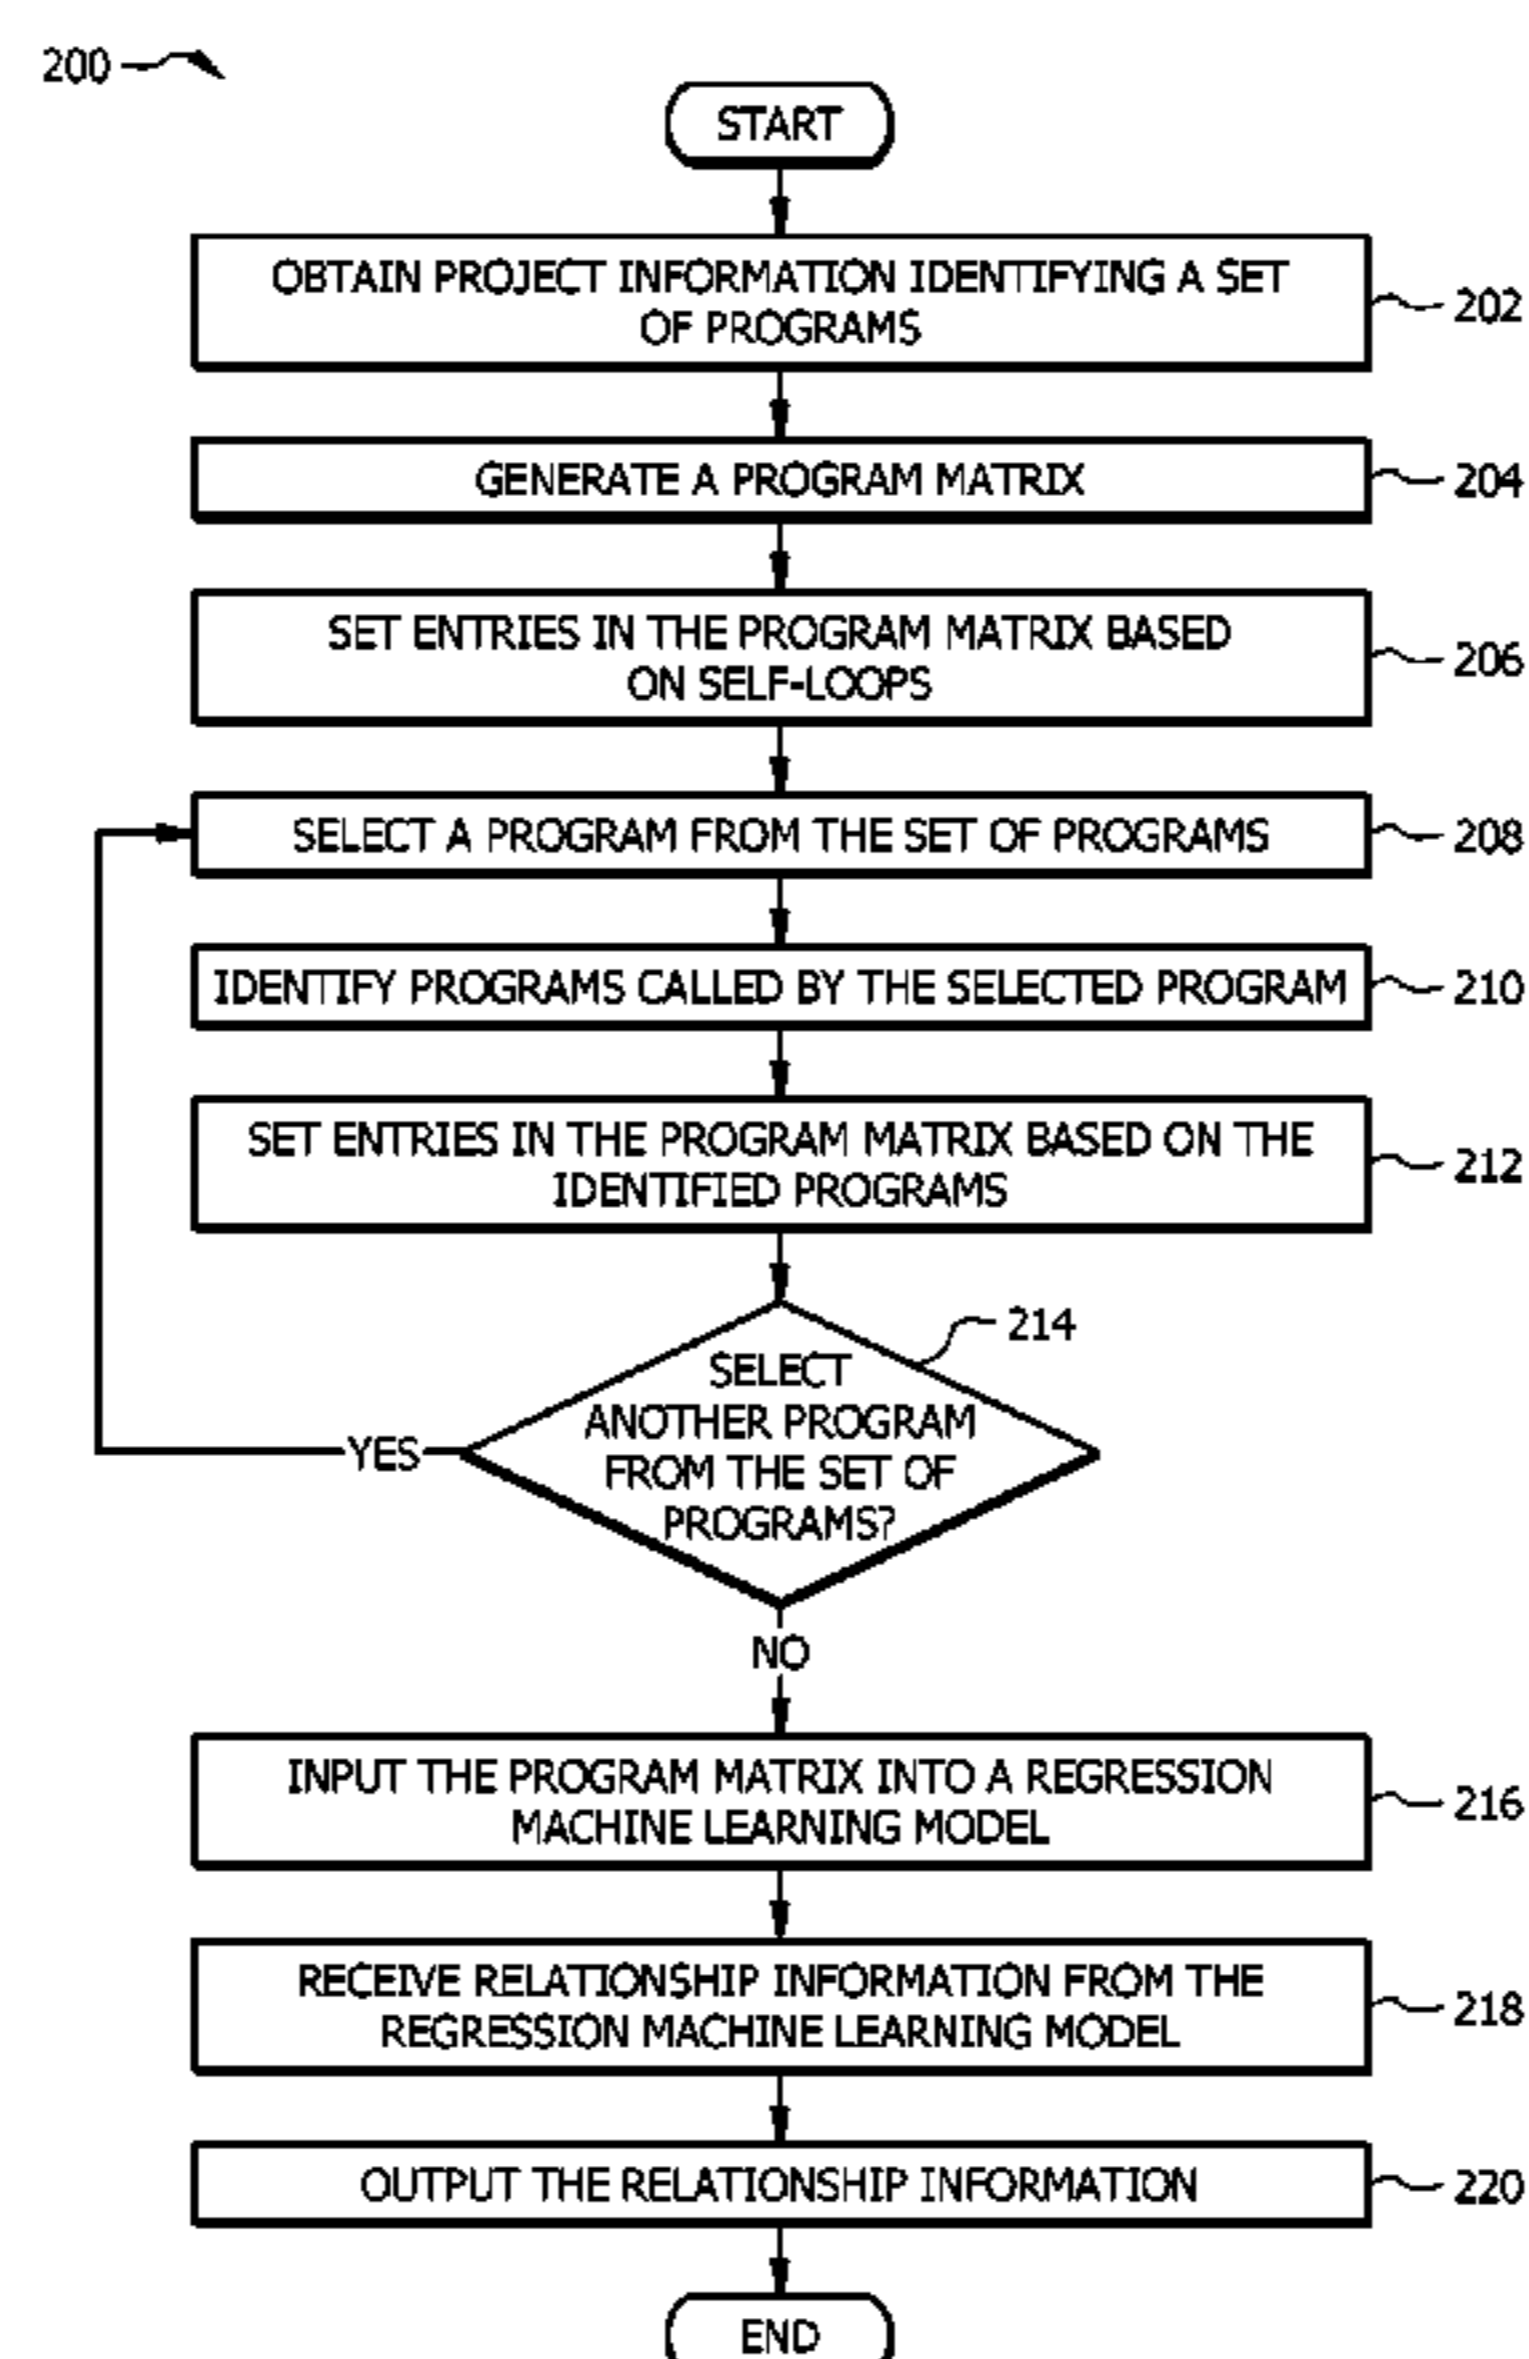 200
START
OBTAIN PROJECT INFORMATION IDENTIFYING A SET
OF PROGRAMS
202
GENERATE A PROGRAM MATRIX
204
SET ENTRIES IN THE PROGRAM MATRIX BASED
ON SELF-LOOPS
206
SELECT A PROGRAM FROM THE SET OF PROGRAMS
208
IDENTIFY PROGRAMS CALLED BY THE SELECTED PROGRAM
210
SET ENTRIES IN THE PROGRAM MATRIX BASED ON THE
IDENTIFIED PROGRAMS
212
214
SELECT
ANOTHER PROGRAM
FROM THE SET OF
PROGRAMS?
YES
NO
INPUT THE PROGRAM MATRIX INTO A REGRESSION
MACHINE LEARNING MODEL
216
RECEIVE RELATIONSHIP INFORMATION FROM THE
REGRESSION MACHINE LEARNING MODEL
218
OUTPUT THE RELATIONSHIP INFORMATION
220
END